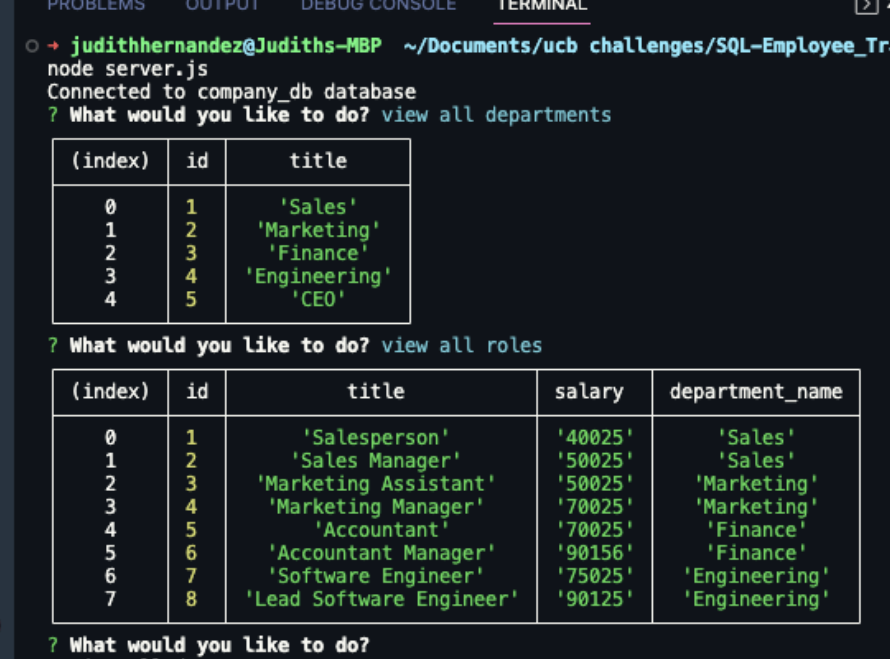 PROBLEMS OUTPUT DEBUG CONSOLE TERMINAL
judithhernandez@Judiths-MBP ~/Documents/ucb challenges/SQL-Employee_Tr
node server.js
Connected to company_db database
? What would you like to do? view all departments
(index) id title
0 1 'Sales'
1 2 'Marketing'
2 3 'Finance'
3 4 'Engineering'
4 5 'CEO'
? What would you like to do? view all roles
(index) id title salary department_name
0 1 'Salesperson' '40025' 'Sales'
1 2 'Sales Manager' '50025' 'Sales'
2 3 'Marketing Assistant' '50025' 'Marketing'
3 4 'Marketing Manager' '70025' 'Marketing'
4 5 'Accountant' '70025' 'Finance'
5 6 'Accountant Manager' '90156' 'Finance'
6 7 'Software Engineer' '75025' 'Engineering'
7 8 'Lead Software Engineer' '90125' 'Engineering'
? What would you like to do?